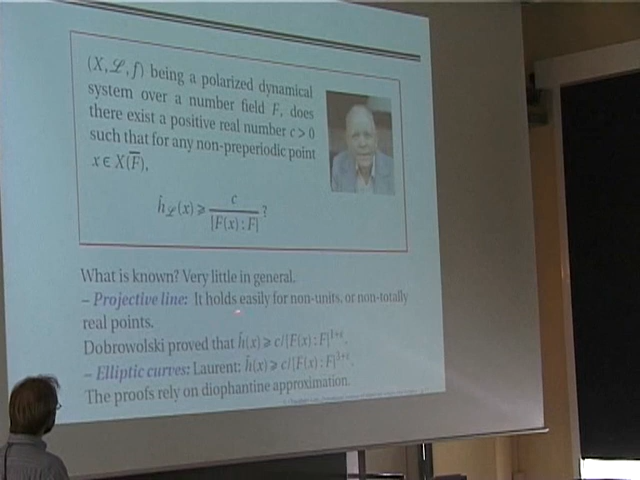 (X, ℒ, f) being a polarized dynamical
system over a number field F, does
there exist a positive real number c > 0
such that for any non-preperiodic point
x ∈ X(F̅),
ĥ_ℒ(x) ⩾ c / [F(x) : F] ?
What is known? Very little in general.
– Projective line: It holds easily for non-units, or non-totally
real points.
Dobrowolski proved that ĥ(x) ⩾ c/[F(x) : F]^{1+ε}.
– Elliptic curves: Laurent: ĥ(x) ⩾ c/[F(x) : F]^{3+ε}.
The proofs rely on diophantine approximation.